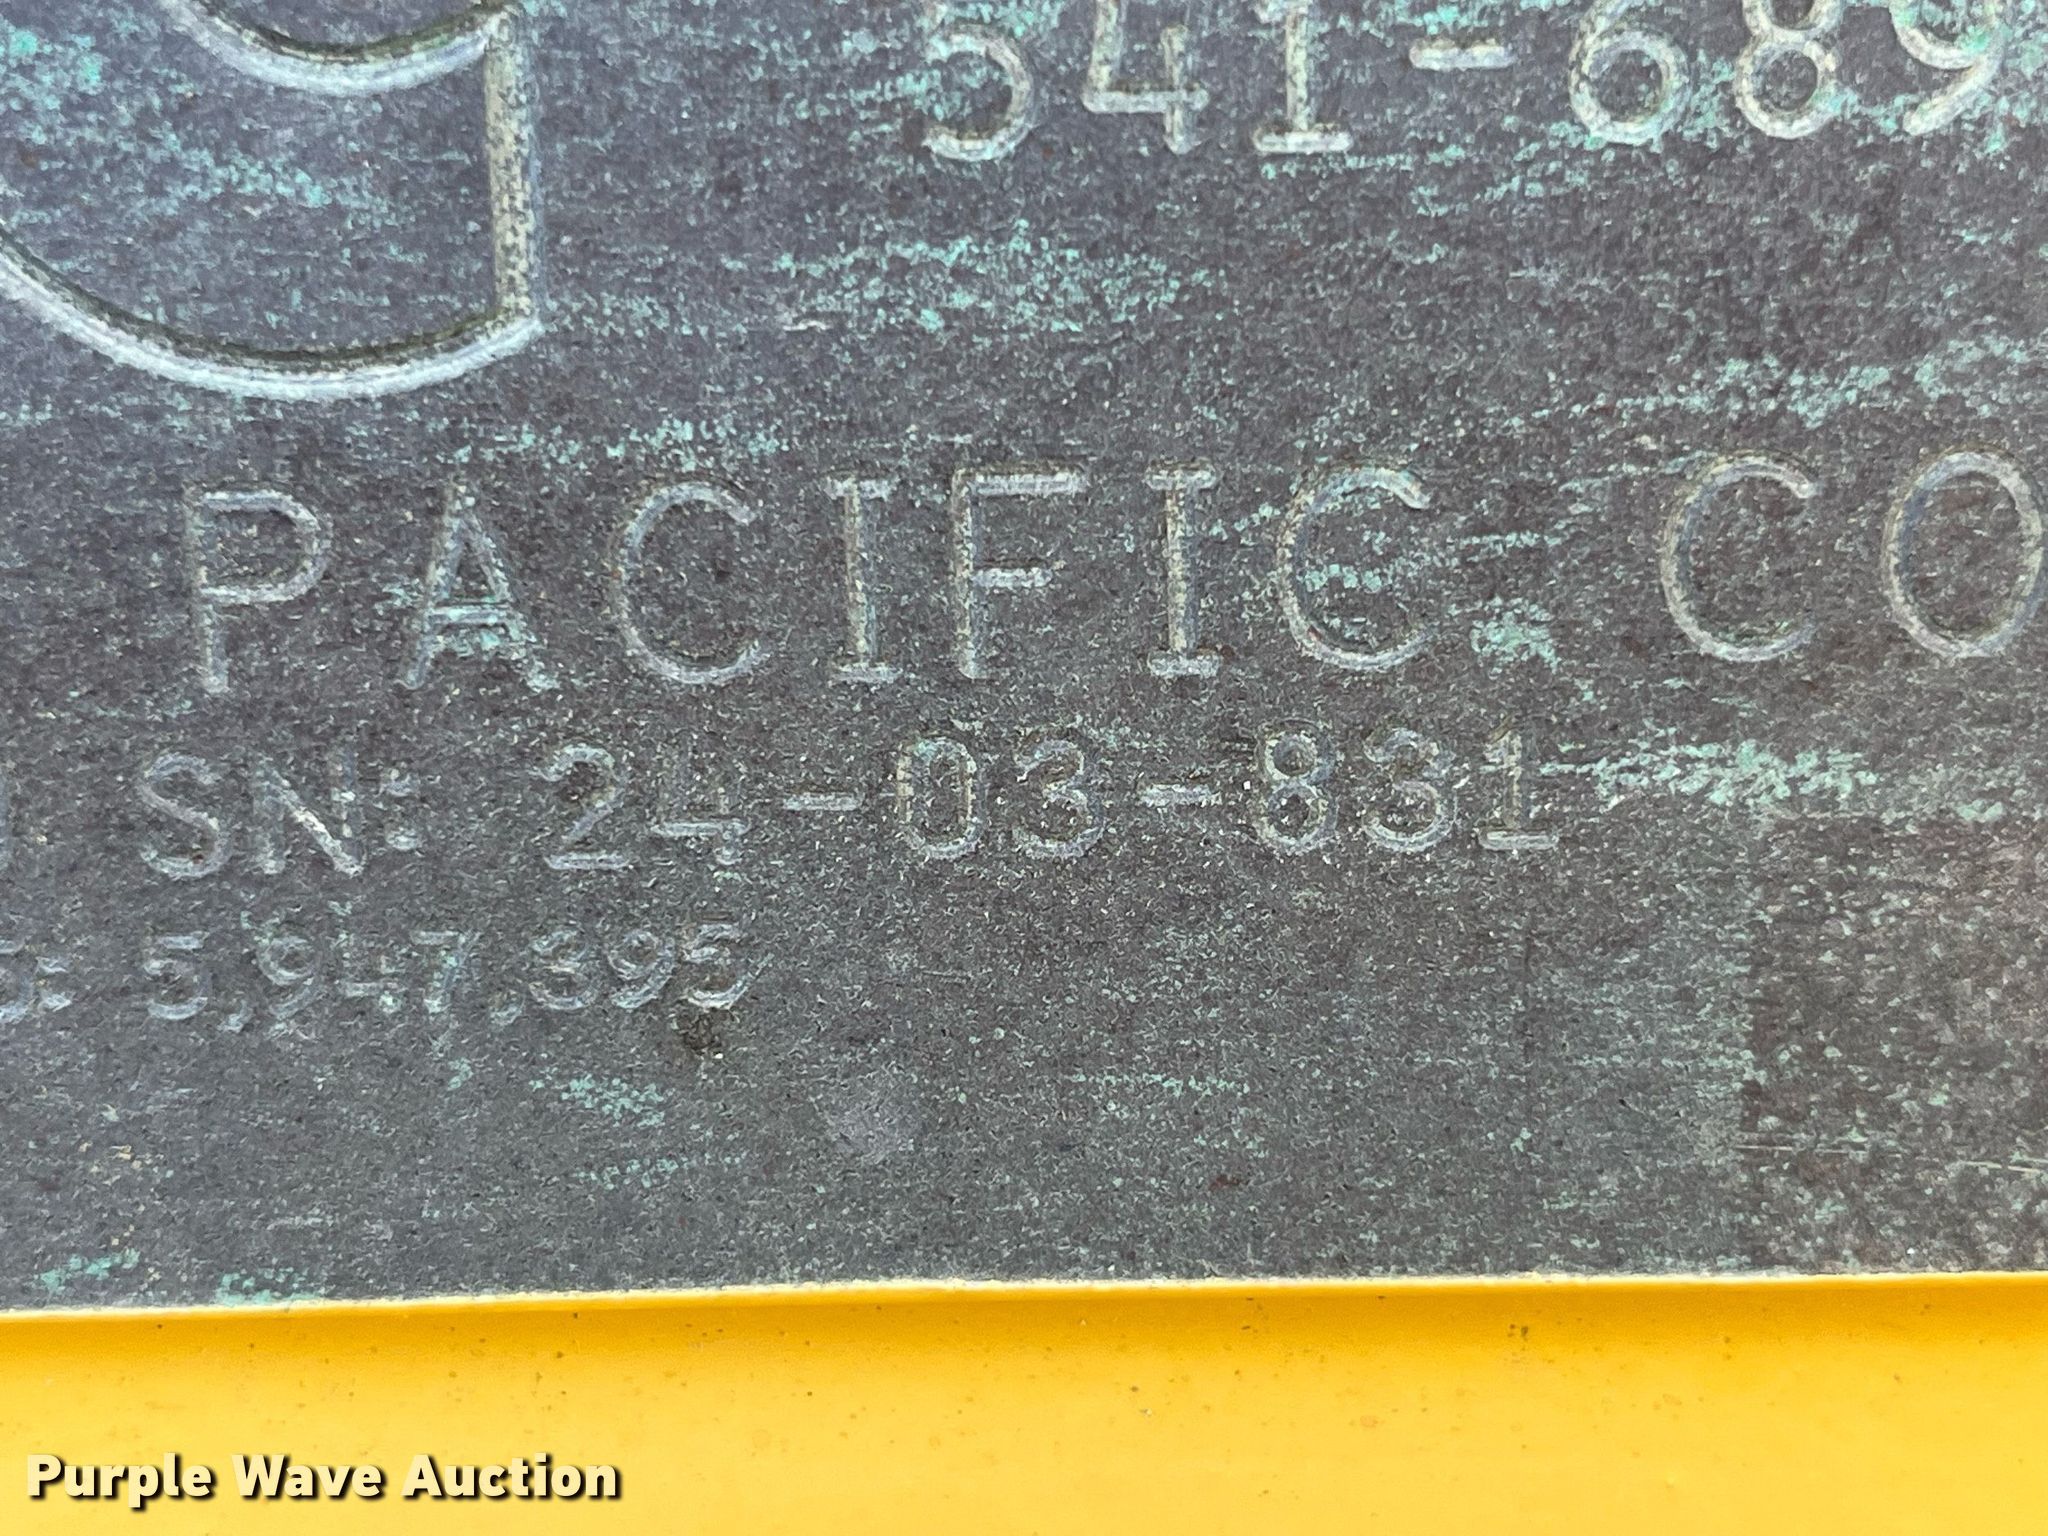 541-689
PACIFIC CO
SN: 24-03-831
5,947,395
Purple Wave Auction